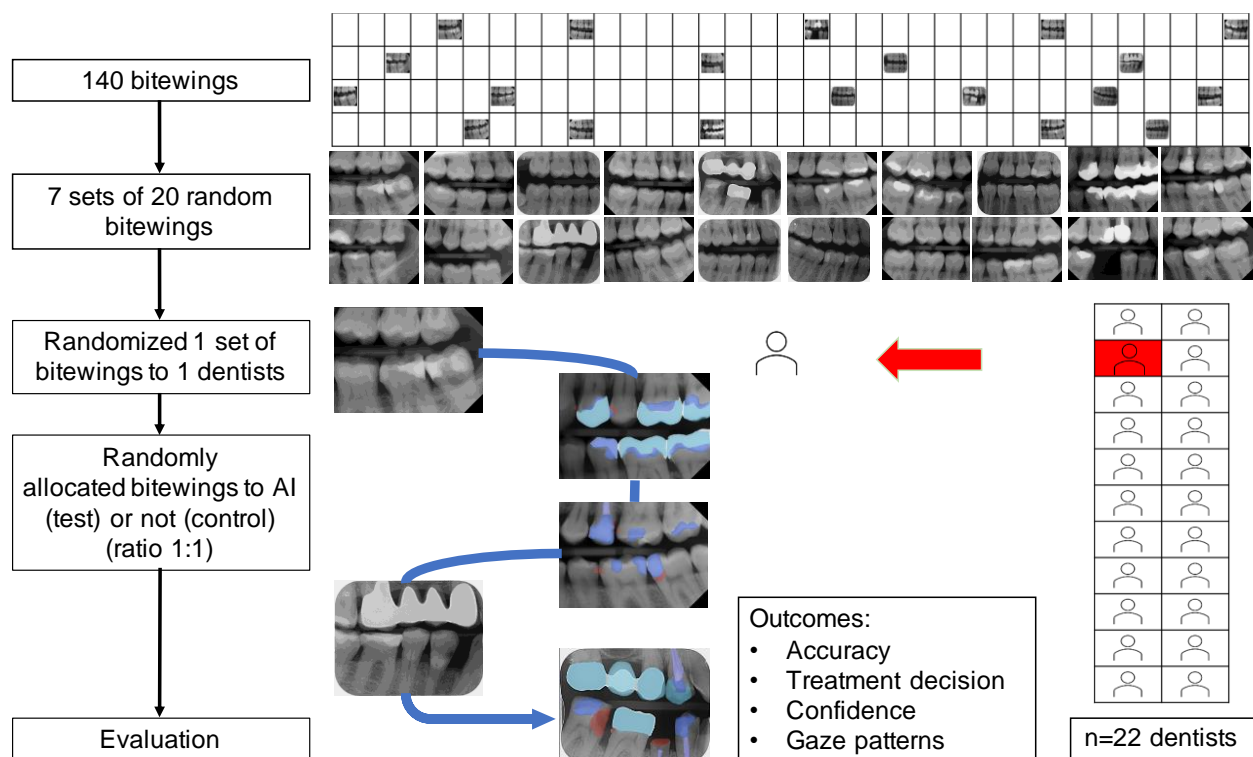 140 bitewings
7 sets of 20 random
bitewings
Randomized 1 set of
bitewings to 1 dentists
Randomly
allocated bitewings to AI
(test) or not (control)
(ratio 1:1)
Evaluation
Outcomes:
• Accuracy
• Treatment decision
• Confidence
• Gaze patterns
n=22 dentists